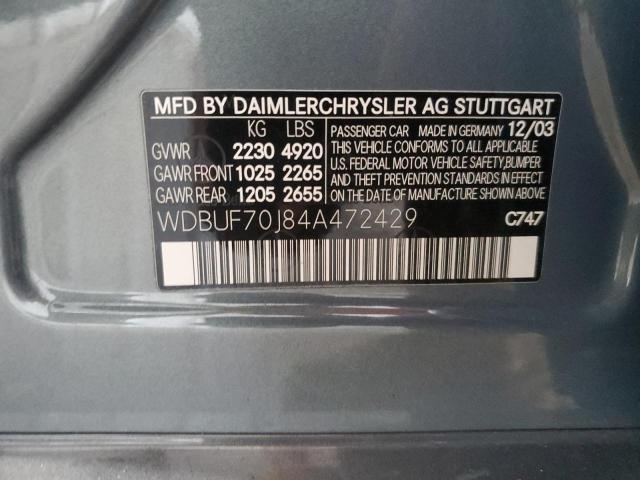 MFD BY DAIMLERCHRYSLER AG STUTTGART
KG LBS
GVWR 2230 4920
GAWR FRONT 1025 2265
GAWR REAR 1205 2655
PASSENGER CAR MADE IN GERMANY 12/03
THIS VEHICLE CONFORMS TO ALL APPLICABLE
U.S. FEDERAL MOTOR VEHICLE SAFETY,BUMPER
AND THEFT PREVENTION STANDARDS IN
EFFECT ON THE DATE OF MANUFACTURE
SHOWN ABOVE.
WDBUF70J84A472429 C747